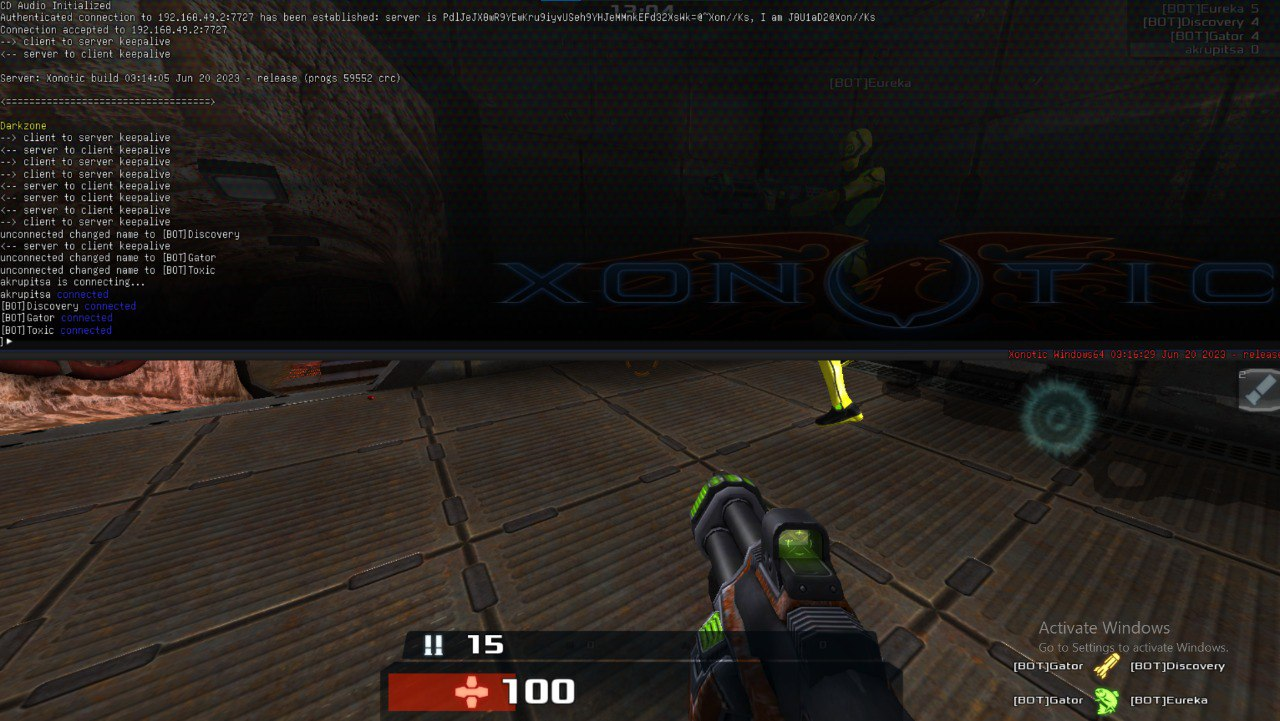 CD Audio Initialized
Authenticated connection to 192.168.49.2:7727 has been established: server is PdlJeJX0wR9YEwKru9iyvUSeh9YHJeMMnkEFd32XsWk=@~Xon//Ks, I am J8U1aD20Xon//Ks
Connection accepted to 192.168.49.2:7727
--> client to server keepalive
<-- server to client keepalive
Server: Xonotic build 03:14:05 Jun 20 2023 - release (progs 59552 crc)
<===================================>
Darkzone
--> client to server keepalive
<-- server to client keepalive
--> client to server keepalive
--> client to server keepalive
<-- server to client keepalive
<-- server to client keepalive
<-- server to client keepalive
--> client to server keepalive
unconnected changed name to [BOT]Discovery
<-- server to client keepalive
unconnected changed name to [BOT]Gator
unconnected changed name to [BOT]Toxic
akrupitsa is connecting...
akrupitsa connected
[BOT]Discovery connected
[BOT]Gator connected
[BOT]Toxic connected
]
13:04
[BOT]Eureka 5
[BOT]Discovery 4
[BOT]Gator 4
akrupitsa 0
[BOT]Eureka
XONOTIC
Xonotic Windows64 03:16:29 Jun 20 2023 - release
2
15
100
Activate Windows
Go to Settings to activate Windows.
[BOT]Gator [BOT]Discovery
[BOT]Gator [BOT]Eureka